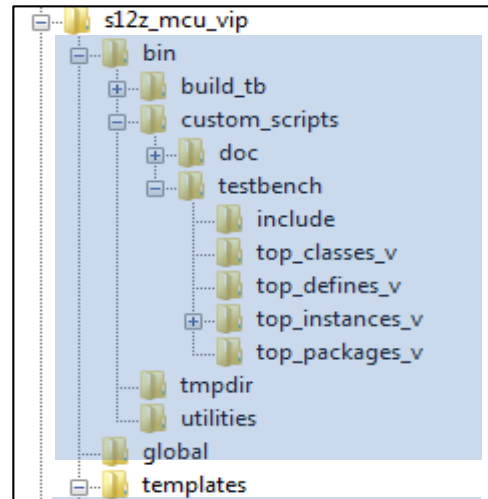 s12z_mcu_vip
bin
build_tb
custom_scripts
doc
testbench
include
top_classes_v
top_defines_v
top_instances_v
top_packages_v
tmpdir
utilities
global
templates